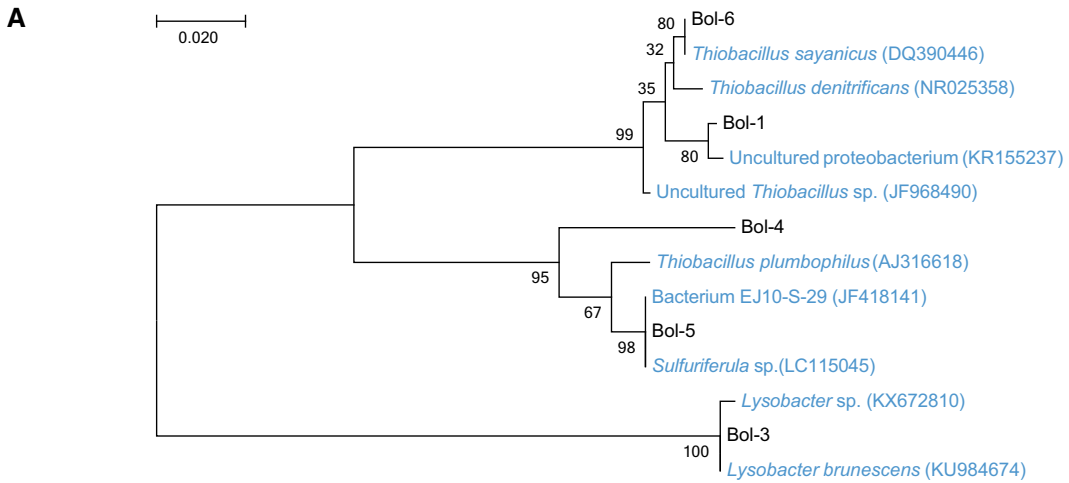 A
0.020
80
Bol-6
32
Thiobacillus sayanicus (DQ390446)
35
Thiobacillus denitrificans (NR025358)
99
Bol-1
80
Uncultured proteobacterium (KR155237)
Uncultured Thiobacillus sp. (JF968490)
Bol-4
95
Thiobacillus plumbophilus(AJ316618)
67
Bacterium EJ10-S-29 (JF418141)
98
Bol-5
Sulfuriferula sp.(LC115045)
Lysobacter sp. (KX672810)
100
Bol-3
Lysobacter brunescens (KU984674)